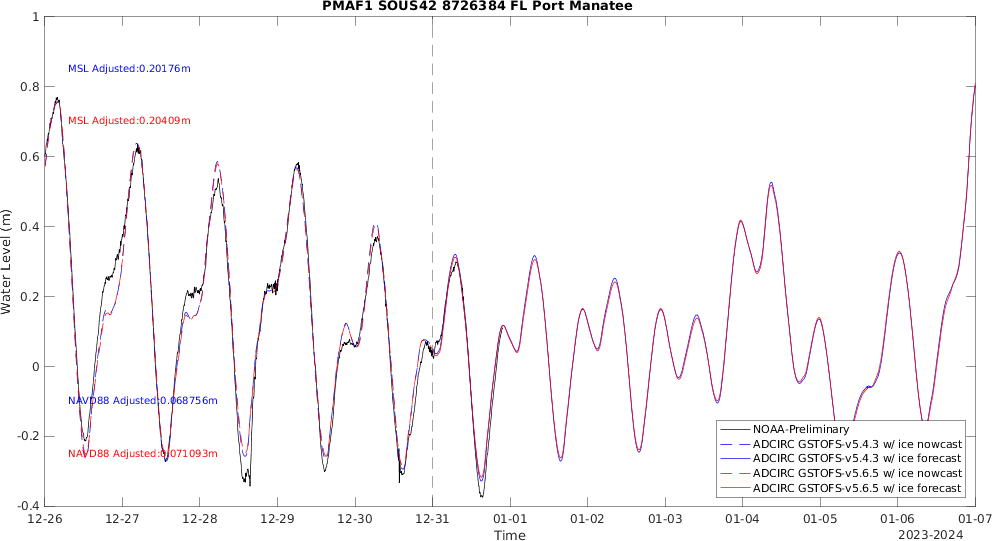 PMAF1 SOUS42 8726384 FL Port Manatee
1
0.8
0.6
0.4
0.2
0
-0.2
-0.4
Water Level (m)
MSL Adjusted:0.20176m
MSL Adjusted:0.20409m
NAVD88 Adjusted:0.068756m
NAVD88 Adjusted:0.071093m
NOAA-Preliminary
ADCIRC GSTOFS-v5.4.3 w/ ice nowcast
ADCIRC GSTOFS-v5.4.3 w/ ice forecast
ADCIRC GSTOFS-v5.6.5 w/ ice nowcast
ADCIRC GSTOFS-v5.6.5 w/ ice forecast
12-26 12-27 12-28 12-29 12-30 12-31 01-01 01-02 01-03 01-04 01-05 01-06 01-07
Time
2023-2024